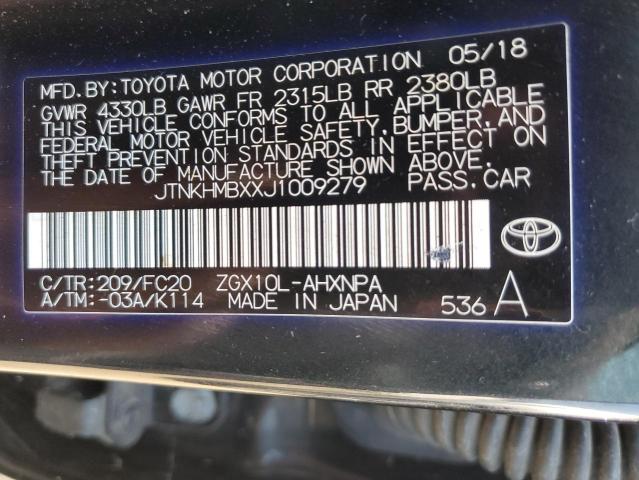 MFD. BY: TOYOTA MOTOR CORPORATION 05/18
GVWR 4330LB GAWR FR 2315LB RR 2380LB
THIS VEHICLE CONFORMS TO ALL APPLICABLE
FEDERAL MOTOR VEHICLE SAFETY, BUMPER, AND
THEFT PREVENTION STANDARDS IN EFFECT ON
THE DATE OF MANUFACTURE SHOWN ABOVE.
JTNKHMBXXJ1009279 PASS. CAR
C/TR: 209/FC20 ZGX10L-AHXNPA
A/TM: -03A/K114 MADE IN JAPAN 536 A